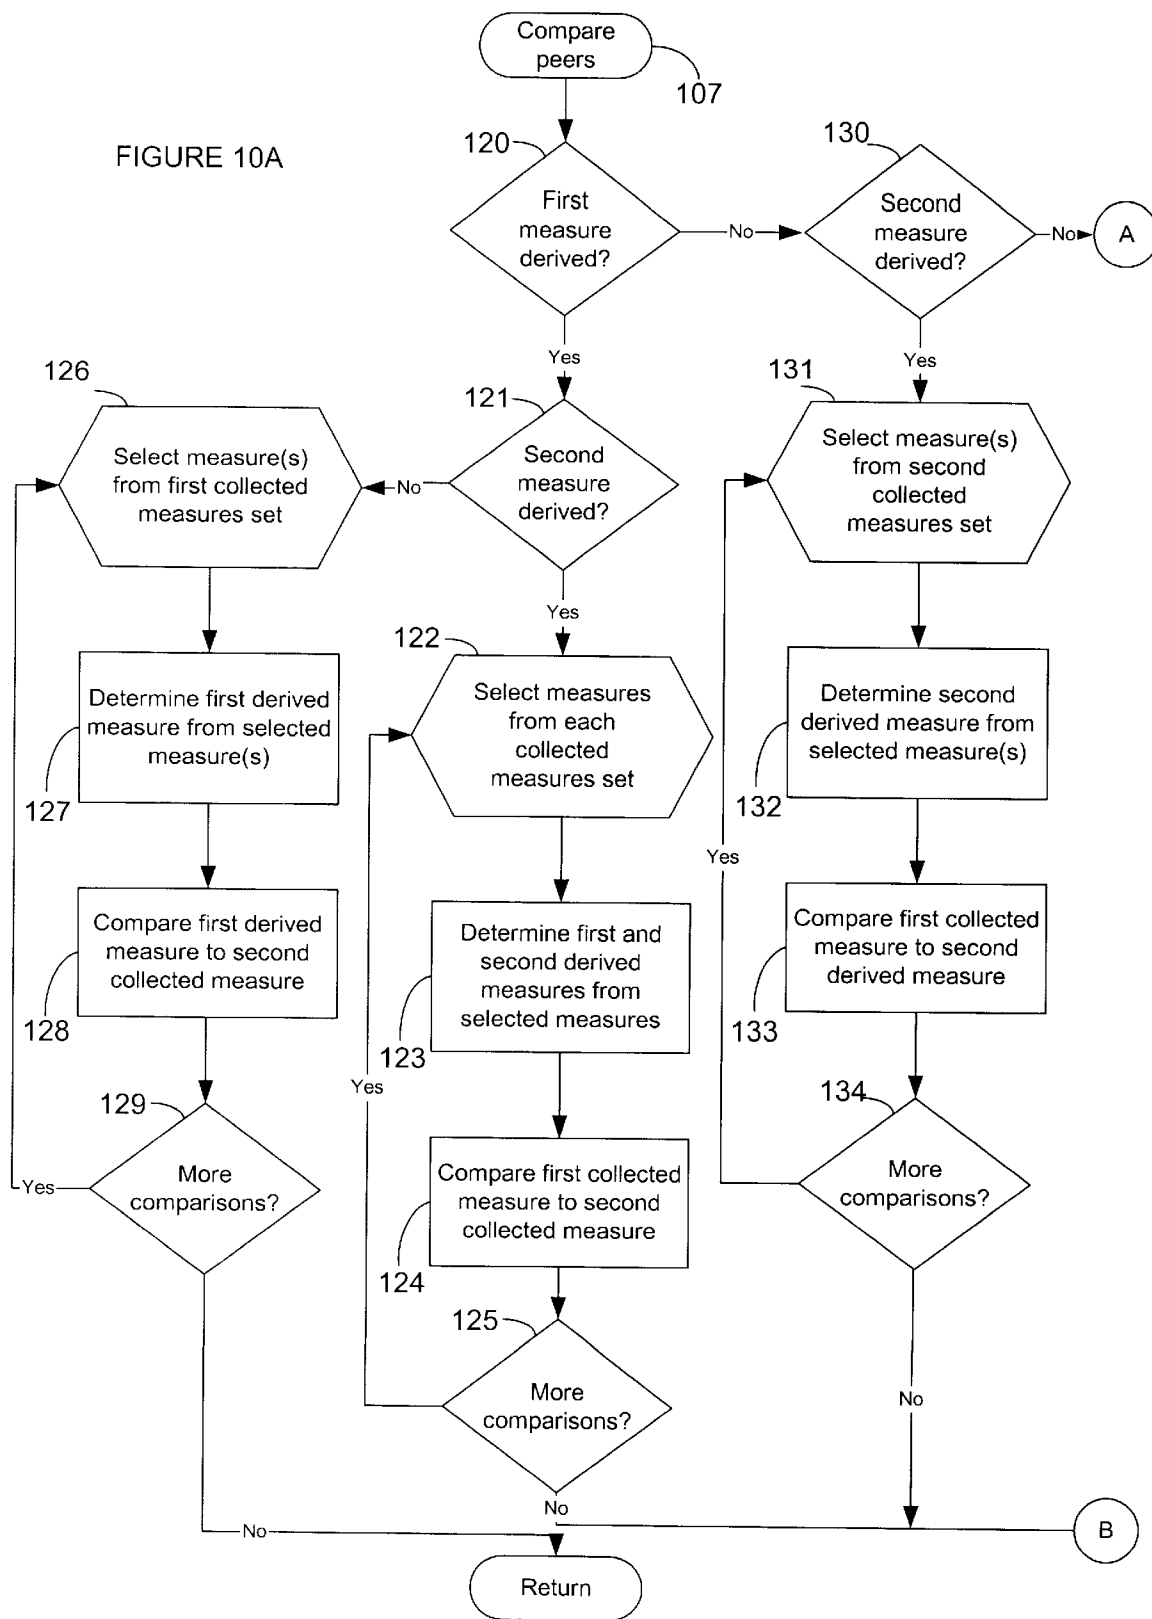 Compare
peers
107
FIGURE 10A
120
First
measure
derived?
No
130
Second
measure
derived?
No
A
Yes
Yes
126
Select measure(s)
from first collected
measures set
No
121
Second
measure
derived?
131
Select measure(s)
from second
collected
measures set
Yes
122
Select measures
from each
collected
measures set
Determine first derived
measure from selected
measure(s)
127
Determine second
derived measure from
selected measure(s)
132
Yes
Compare first derived
measure to second
collected measure
128
Determine first and
second derived
measures from
selected measures
123
Compare first collected
measure to second
derived measure
133
Yes
129
More
comparisons?
Yes
134
More
comparisons?
Compare first collected
measure to second
collected measure
124
125
More
comparisons?
No
No
No
B
Return